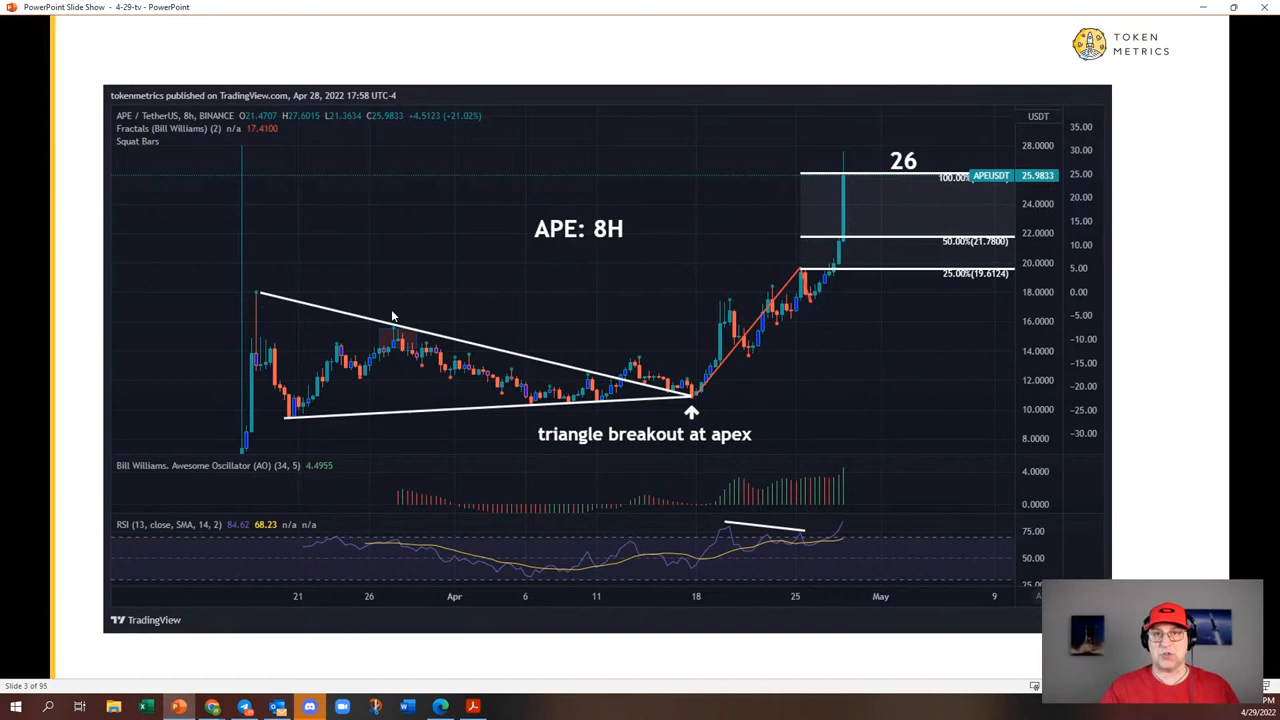 PowerPoint Slide Show - 4-29-tv - PowerPoint
TOKEN
METRICS
tokenmetrics published on TradingView.com, Apr 28, 2022 17:58 UTC-4
APE / TetherUS, 8h, BINANCE O21.4707 H27.6015 L21.3634 C25.9833 +4.5123 (+21.02%)
Fractals (Bill Williams) (2) n/a 17.4100
Squat Bars
USDT
35.00
30.00
25.00
20.00
15.00
10.00
5.00
0.00
−5.00
−10.00
−15.00
−20.00
−25.00
−30.00
28.0000
24.0000
22.0000
20.0000
18.0000
16.0000
14.0000
12.0000
10.0000
8.0000
26
100.00%
APEUSDT 25.9833
50.00%(21.7800)
25.00%(19.6124)
APE: 8H
triangle breakout at apex
Bill Williams. Awesome Oscillator (AO) (34, 5) 4.4955
4.0000
0.0000
RSI (13, close, SMA, 14, 2) 84.62 68.23 n/a n/a
75.00
50.00
21 26 Apr 6 11 18 25 May 9
TradingView
Slide 3 of 95
4/29/2022